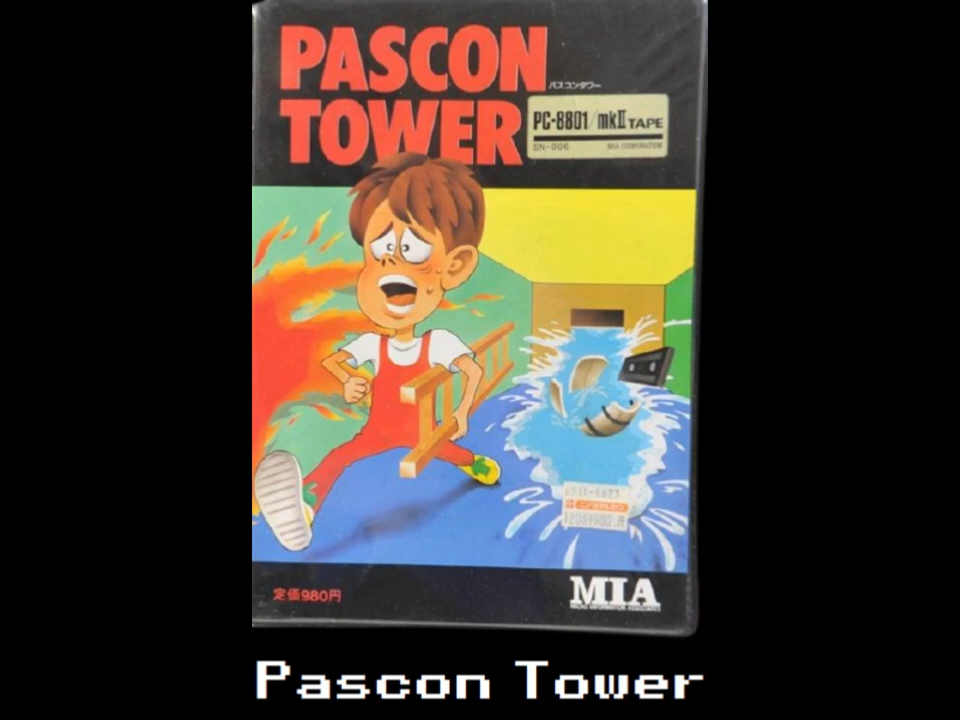 PASCON
パスコンタワー
TOWER
PC-8801/mkII TAPE
SN-006 MIA CORPORATION
定価980円
MIA
Pascon Tower